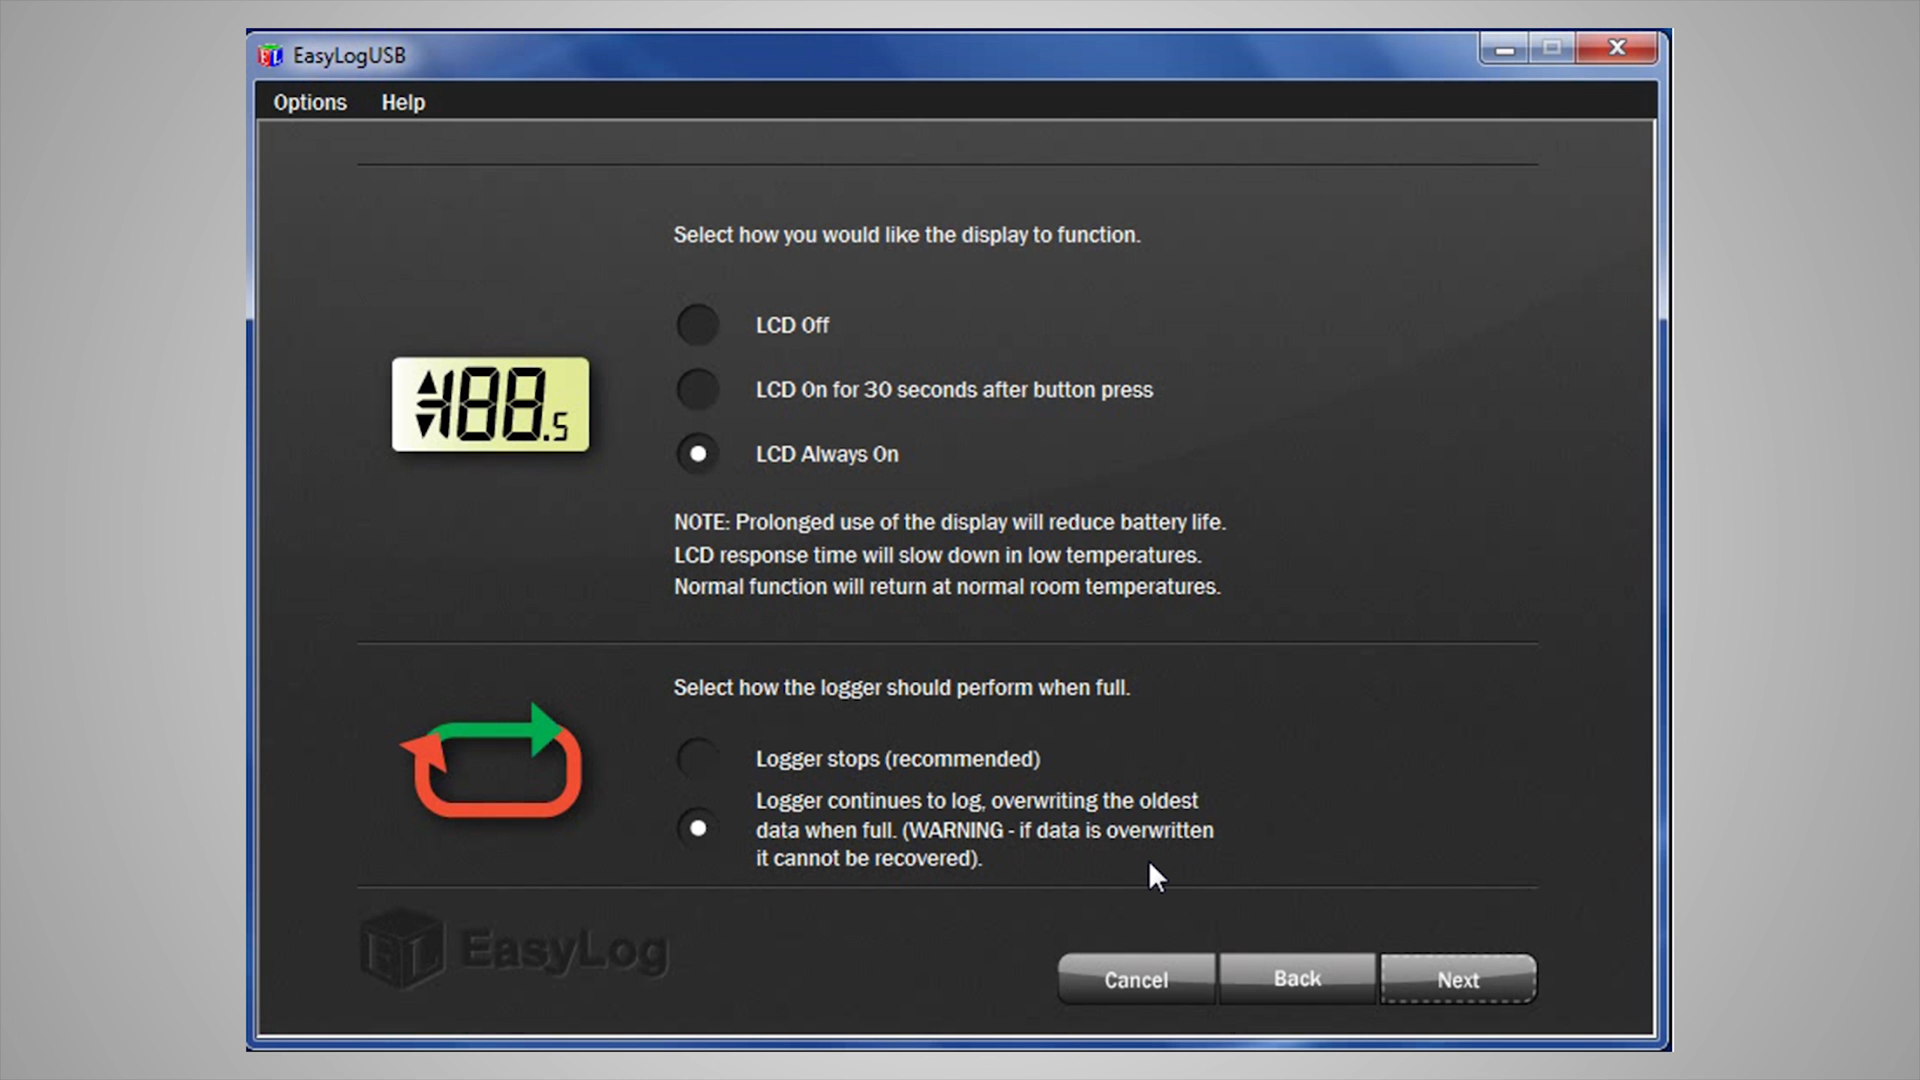 EasyLogUSB
Options Help
Select how you would like the display to function.
LCD Off
LCD On for 30 seconds after button press
188.5
LCD Always On
NOTE: Prolonged use of the display will reduce battery life.
LCD response time will slow down in low temperatures.
Normal function will return at normal room temperatures.
Select how the logger should perform when full.
Logger stops (recommended)
Logger continues to log, overwriting the oldest
data when full. (WARNING - if data is overwritten
it cannot be recovered).
EL EasyLog
Cancel Back Next